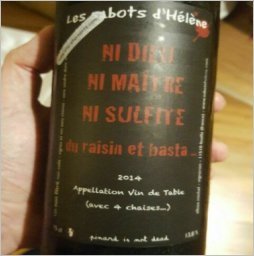 Les sabots d'Hélène
NI DIEU
NI MAÎTRE
NI SULFITE
du raisin et basta...
2014
Appellation Vin de Table
(avec 4 chaises...)
pinard is not dead